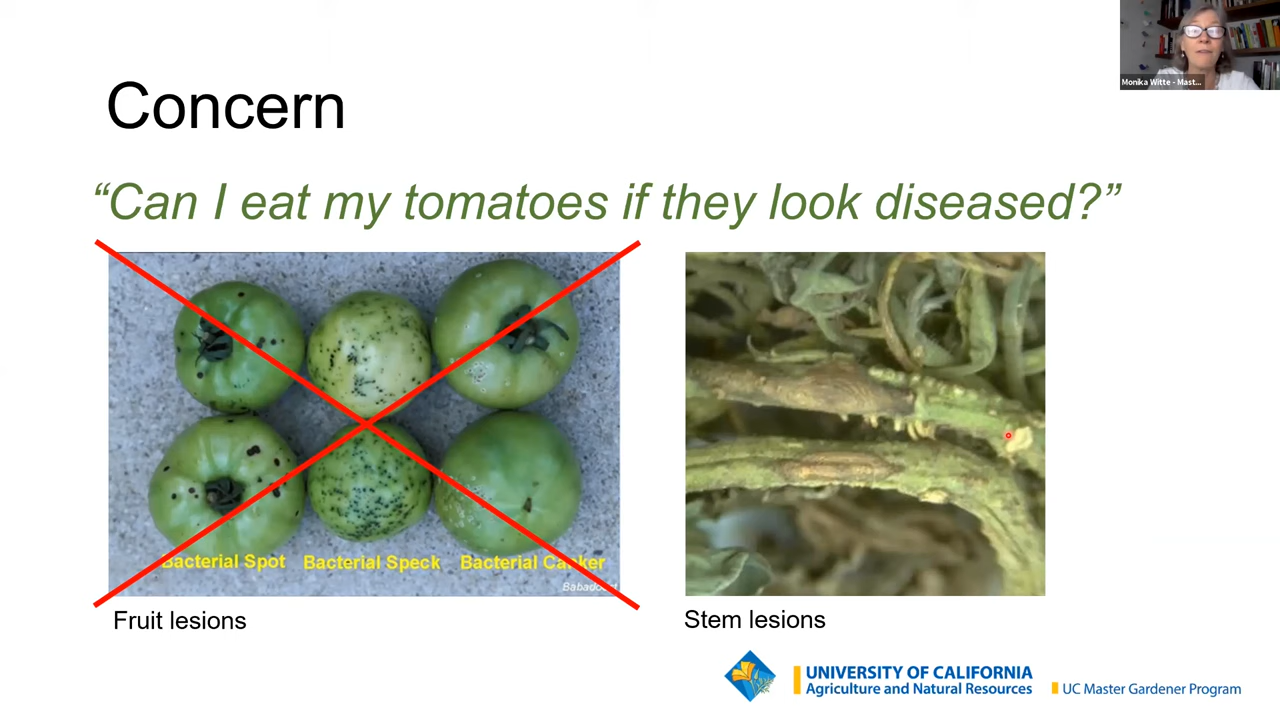 Monika Witte - Mast...
Concern
“Can I eat my tomatoes if they look diseased?”
Bacterial Spot Bacterial Speck Bacterial Canker
Fruit lesions
Stem lesions
UNIVERSITY OF CALIFORNIA
Agriculture and Natural Resources
UC Master Gardener Program